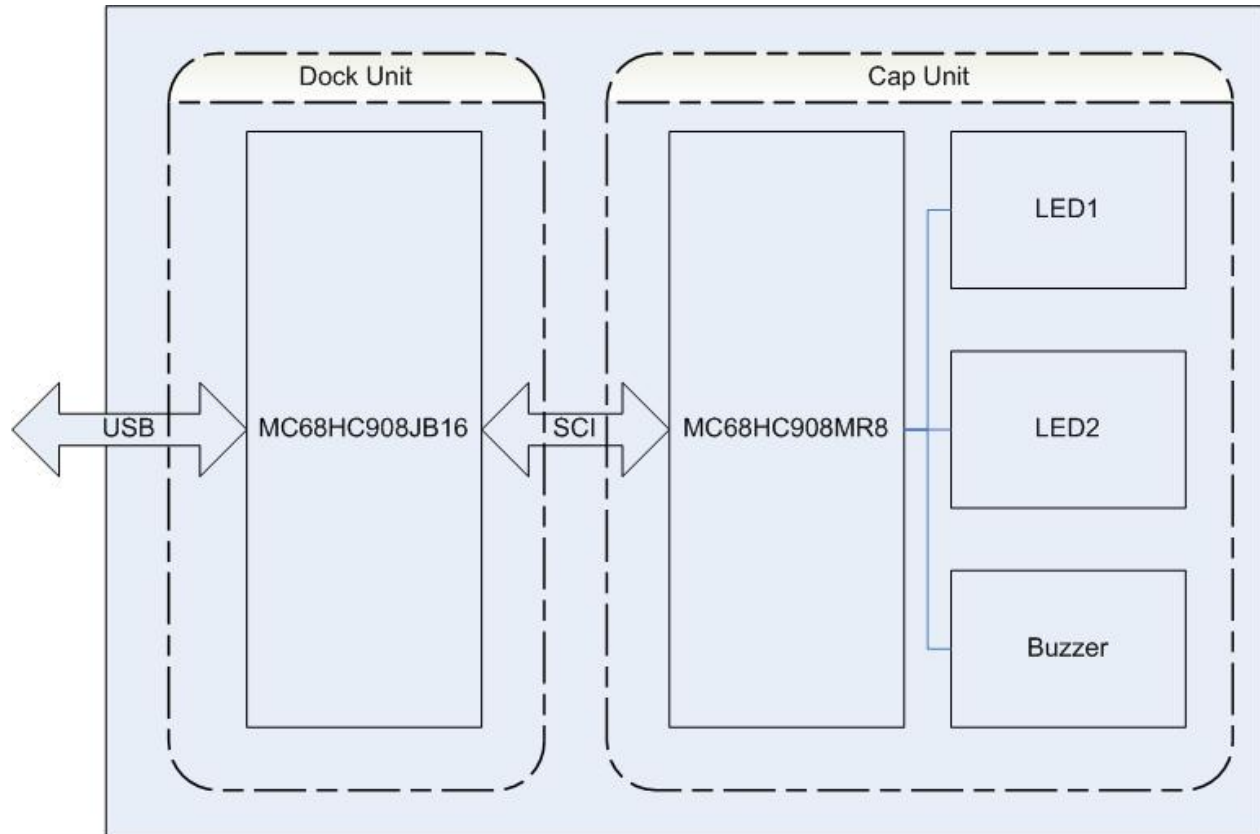 Dock Unit
Cap Unit
LED1
USB
MC68HC908JB16
SCI
MC68HC908MR8
LED2
Buzzer